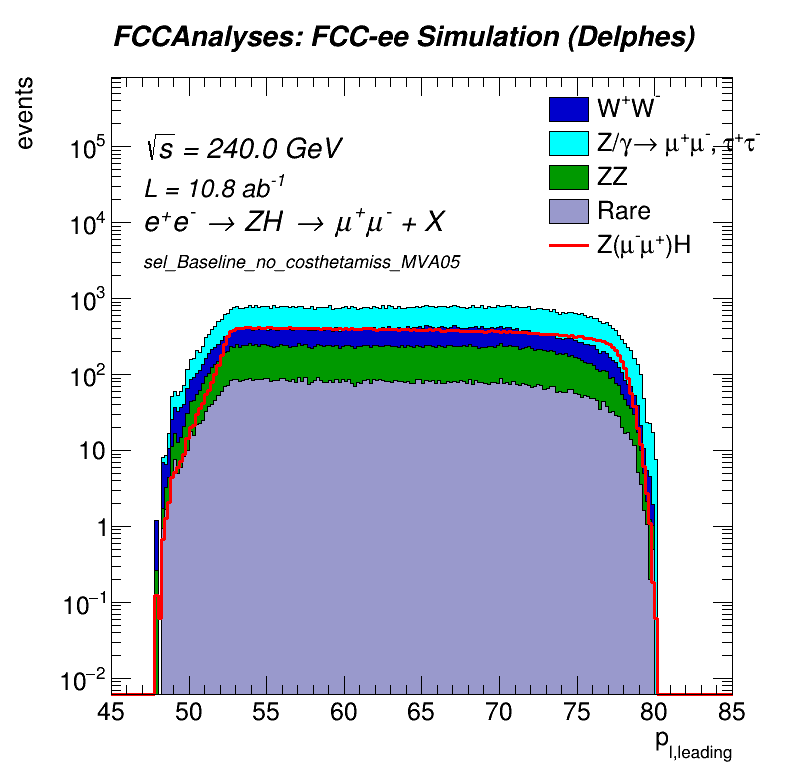 FCCAnalyses: FCC-ee Simulation (Delphes)
events
√s = 240.0 GeV
L = 10.8 ab⁻¹
e⁺e⁻ → ZH → μ⁺μ⁻ + X
sel_Baseline_no_costhetamiss_MVA05
W⁺W⁻
Z/γ→ μ⁺μ⁻, τ⁺τ⁻
ZZ
Rare
Z(μ⁻μ⁺)H
10⁵
10⁴
10³
10²
10
1
10⁻¹
10⁻²
45 50 55 60 65 70 75 80 85
p_l,leading